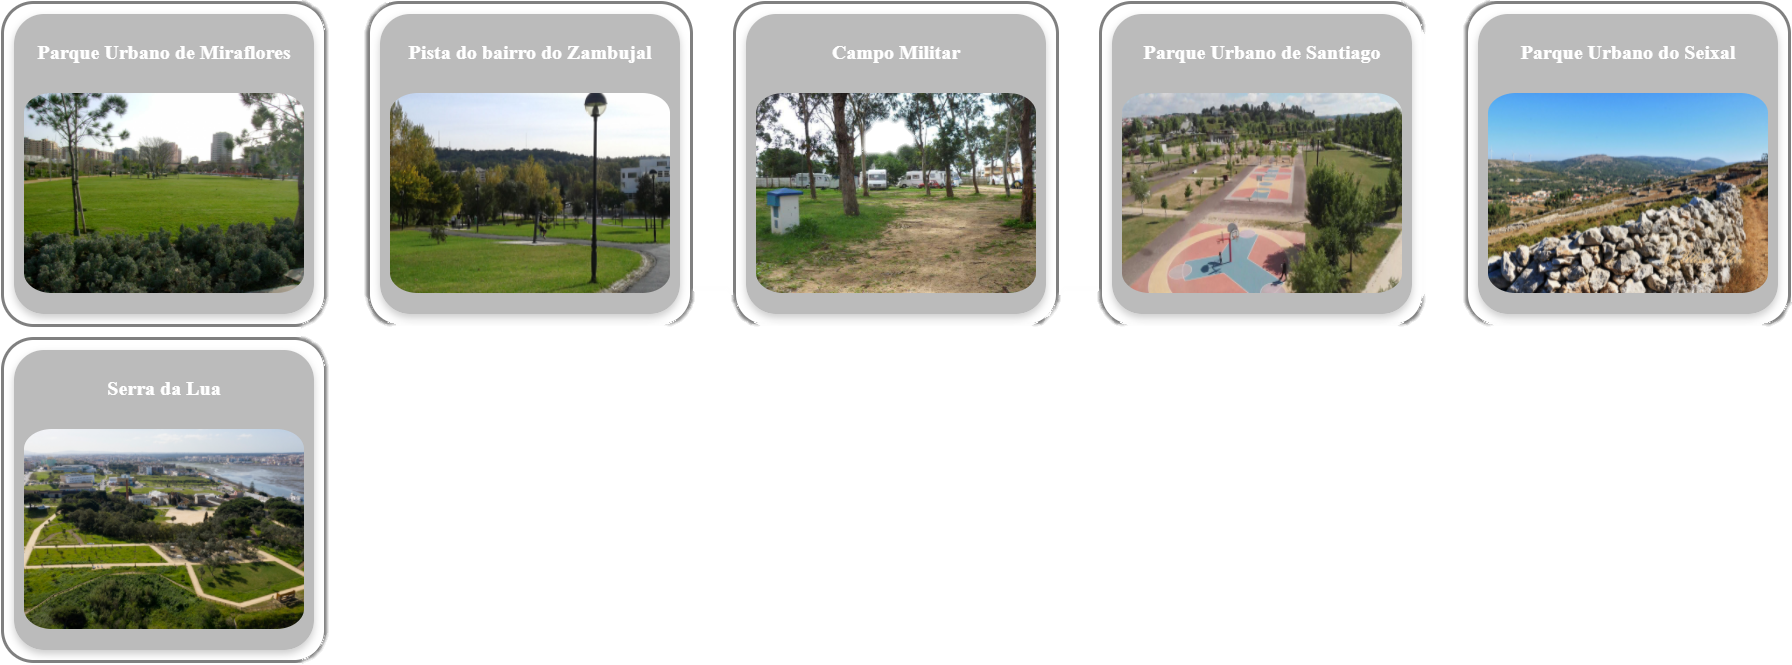 Parque Urbano de Miraflores
Pista do bairro do Zambujal
Campo Militar
Parque Urbano de Santiago
Parque Urbano do Seixal
Serra da Lua